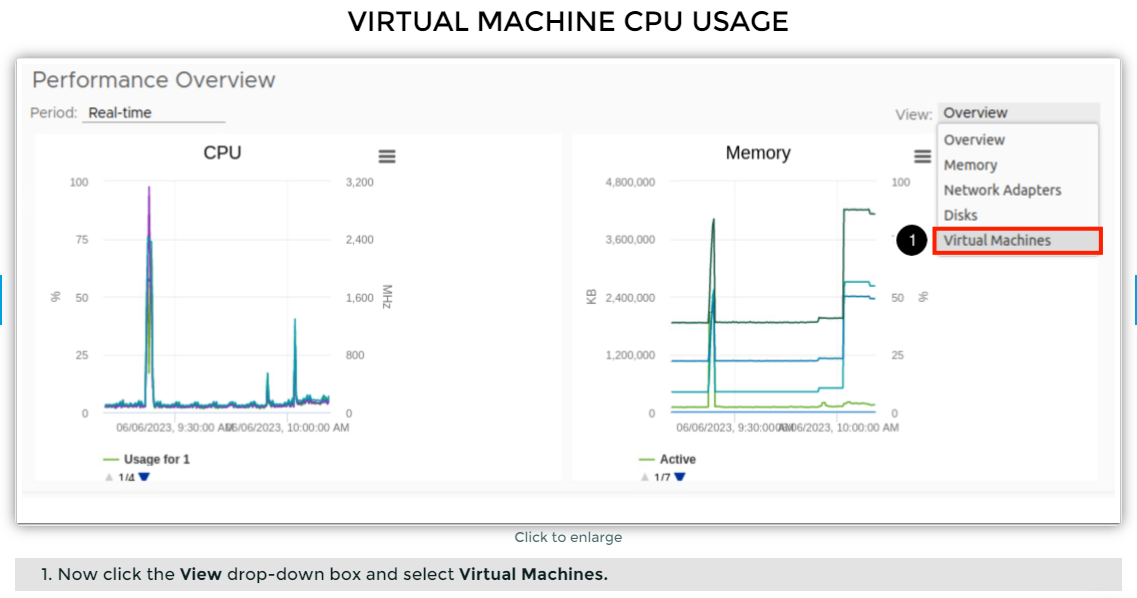 VIRTUAL MACHINE CPU USAGE
Performance Overview
Period: Real-time
View: Overview
Overview
Memory
Network Adapters
Disks
1 Virtual Machines
CPU
100
75
50
25
0
%
3,200
2,400
1,600
800
0
MHz
06/06/2023, 9:30:00 AM
06/06/2023, 10:00:00 AM
Usage for 1
1/4
Memory
4,800,000
3,600,000
2,400,000
1,200,000
0
KB
100
50
25
0
%
06/06/2023, 9:30:00 AM
06/06/2023, 10:00:00 AM
Active
1/7
Click to enlarge
1. Now click the View drop-down box and select Virtual Machines.